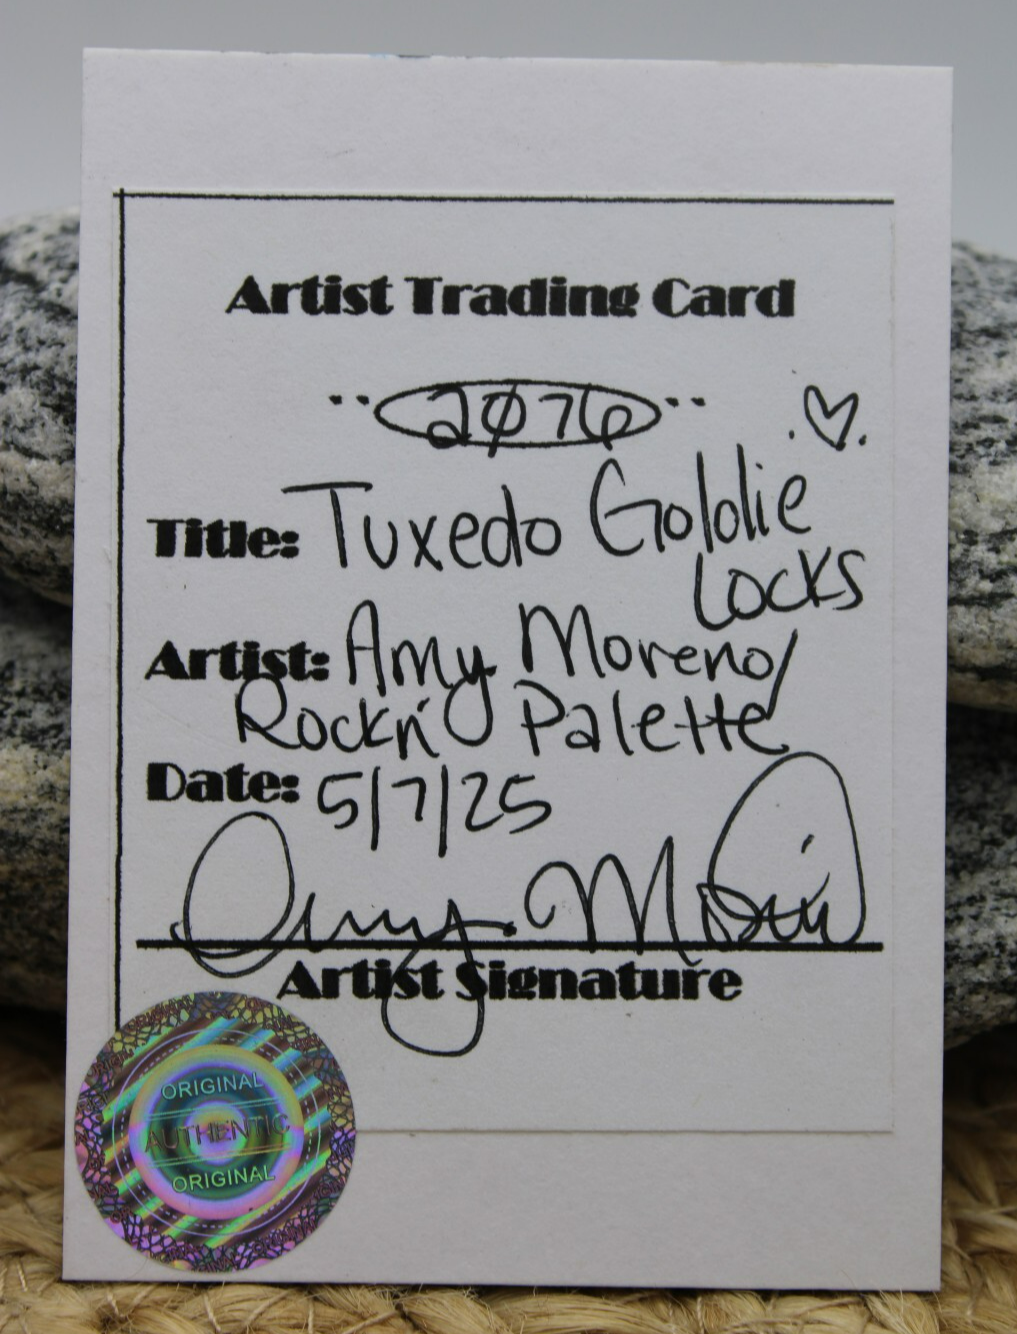 Artist Trading Card
..2076..
Title: Tuxedo Goldie
Locks
Artist: Amy Moreno/
Rockn' Palette
Date: 5/7/25
Artist Signature
ORIGINAL
AUTHENTIC
ORIGINAL